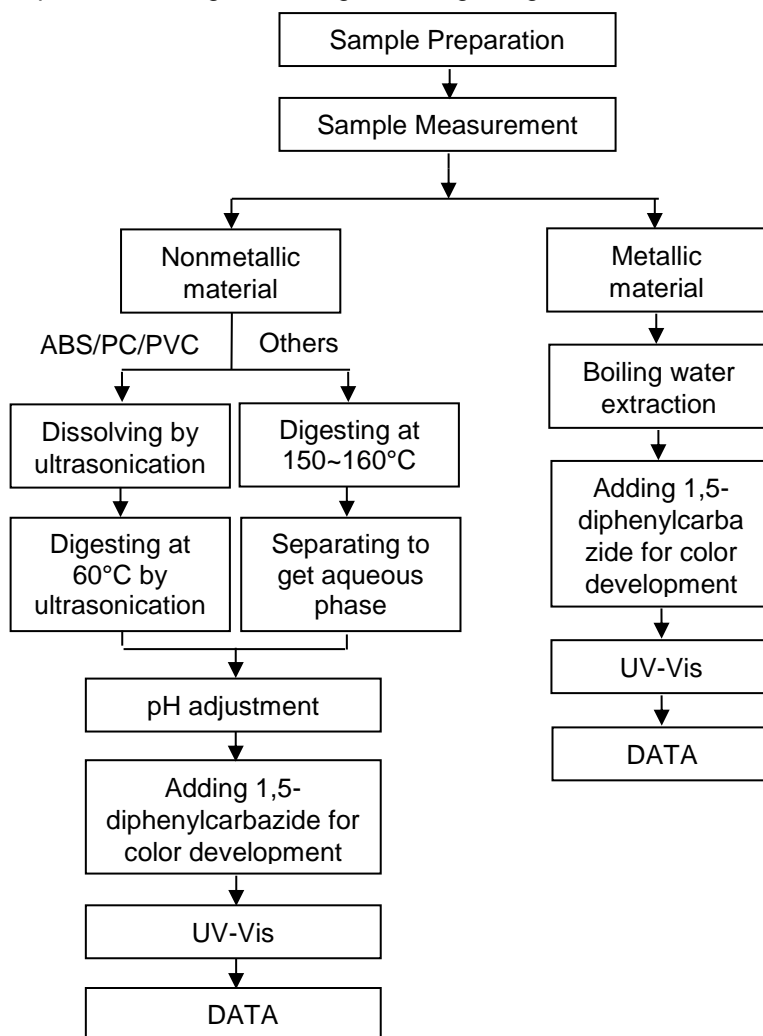 Sample Preparation
Sample Measurement
Nonmetallic
material
Metallic
material
ABS/PC/PVC
Others
Boiling water
extraction
Dissolving by
ultrasonication
Digesting at
150~160°C
Adding 1,5-
diphenylcarba
zide for color
development
Digesting at
60°C by
ultrasonication
Separating to
get aqueous
phase
UV-Vis
pH adjustment
DATA
Adding 1,5-
diphenylcarbazide for
color development
UV-Vis
DATA